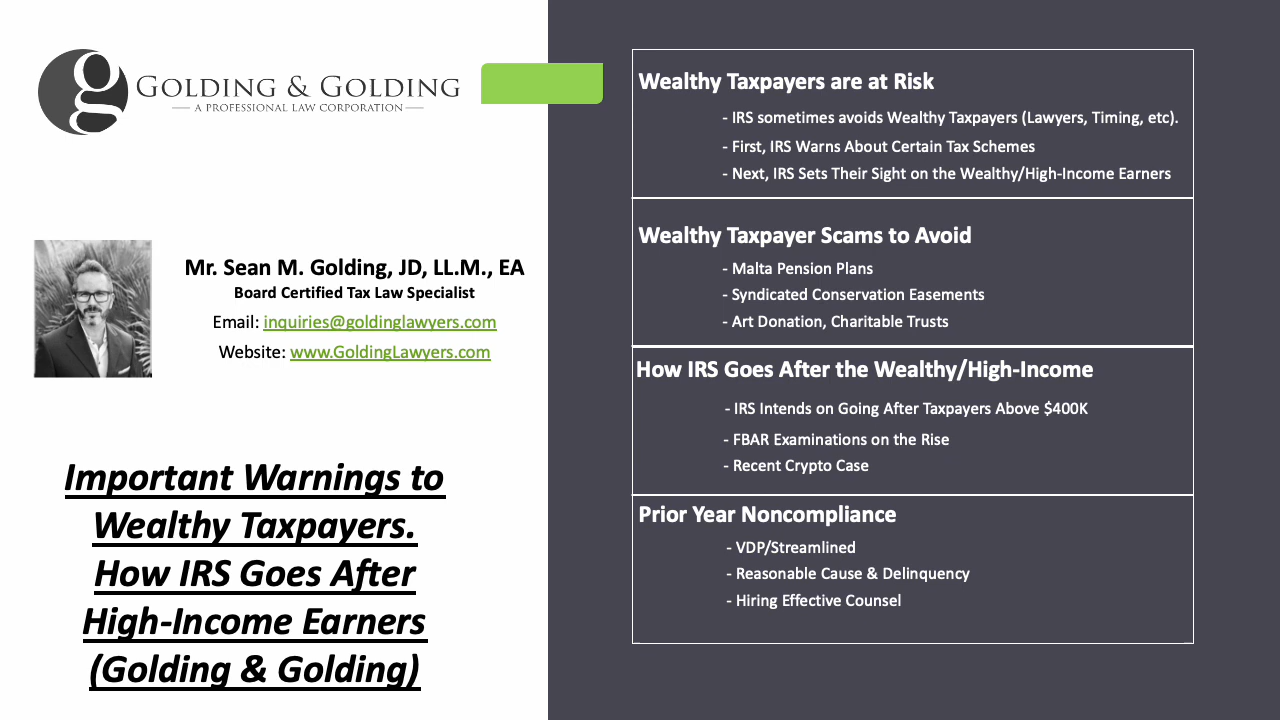 g
GOLDING & GOLDING
A PROFESSIONAL LAW CORPORATION
Mr. Sean M. Golding, JD, LL.M., EA
Board Certified Tax Law Specialist
Email: inquiries@goldinglawyers.com
Website: www.GoldingLawyers.com
Important Warnings to
Wealthy Taxpayers.
How IRS Goes After
High-Income Earners
(Golding & Golding)
Wealthy Taxpayers are at Risk
- IRS sometimes avoids Wealthy Taxpayers (Lawyers, Timing, etc).
- First, IRS Warns About Certain Tax Schemes
- Next, IRS Sets Their Sight on the Wealthy/High-Income Earners
Wealthy Taxpayer Scams to Avoid
- Malta Pension Plans
- Syndicated Conservation Easements
- Art Donation, Charitable Trusts
How IRS Goes After the Wealthy/High-Income
- IRS Intends on Going After Taxpayers Above $400K
- FBAR Examinations on the Rise
- Recent Crypto Case
Prior Year Noncompliance
- VDP/Streamlined
- Reasonable Cause & Delinquency
- Hiring Effective Counsel